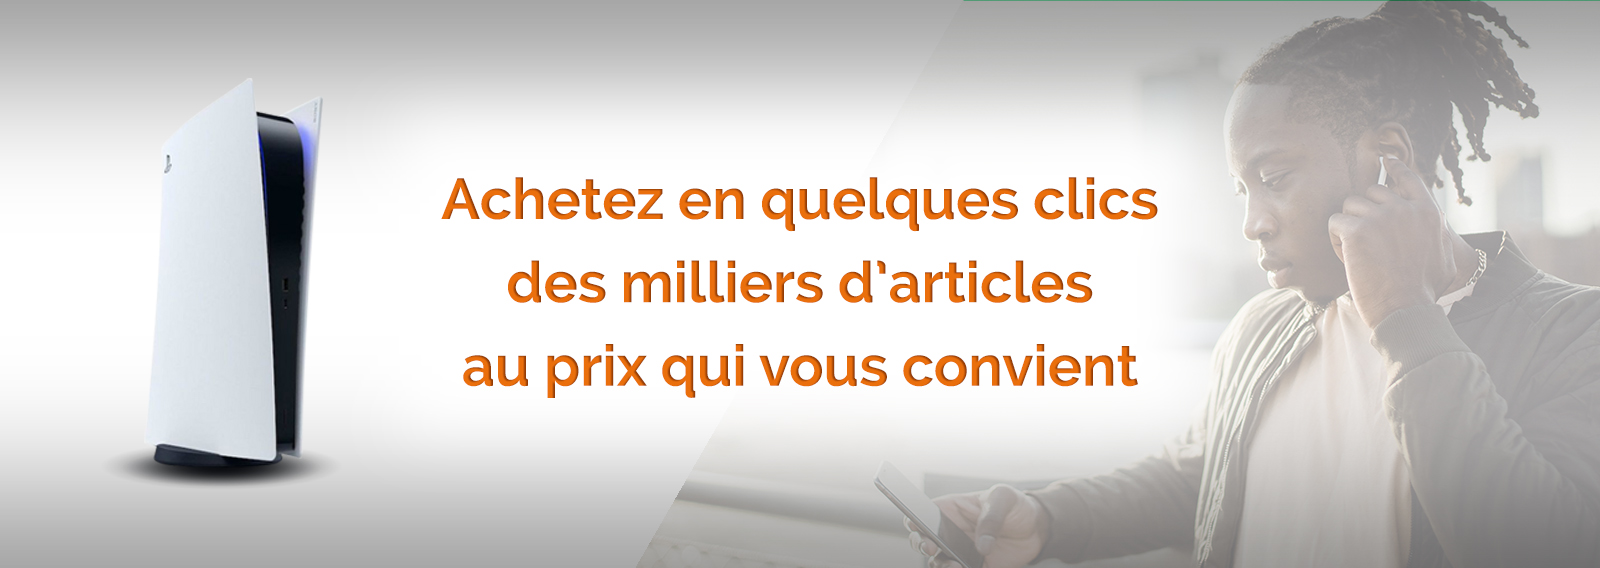 Achetez en quelques clics
des milliers d’articles
au prix qui vous convient